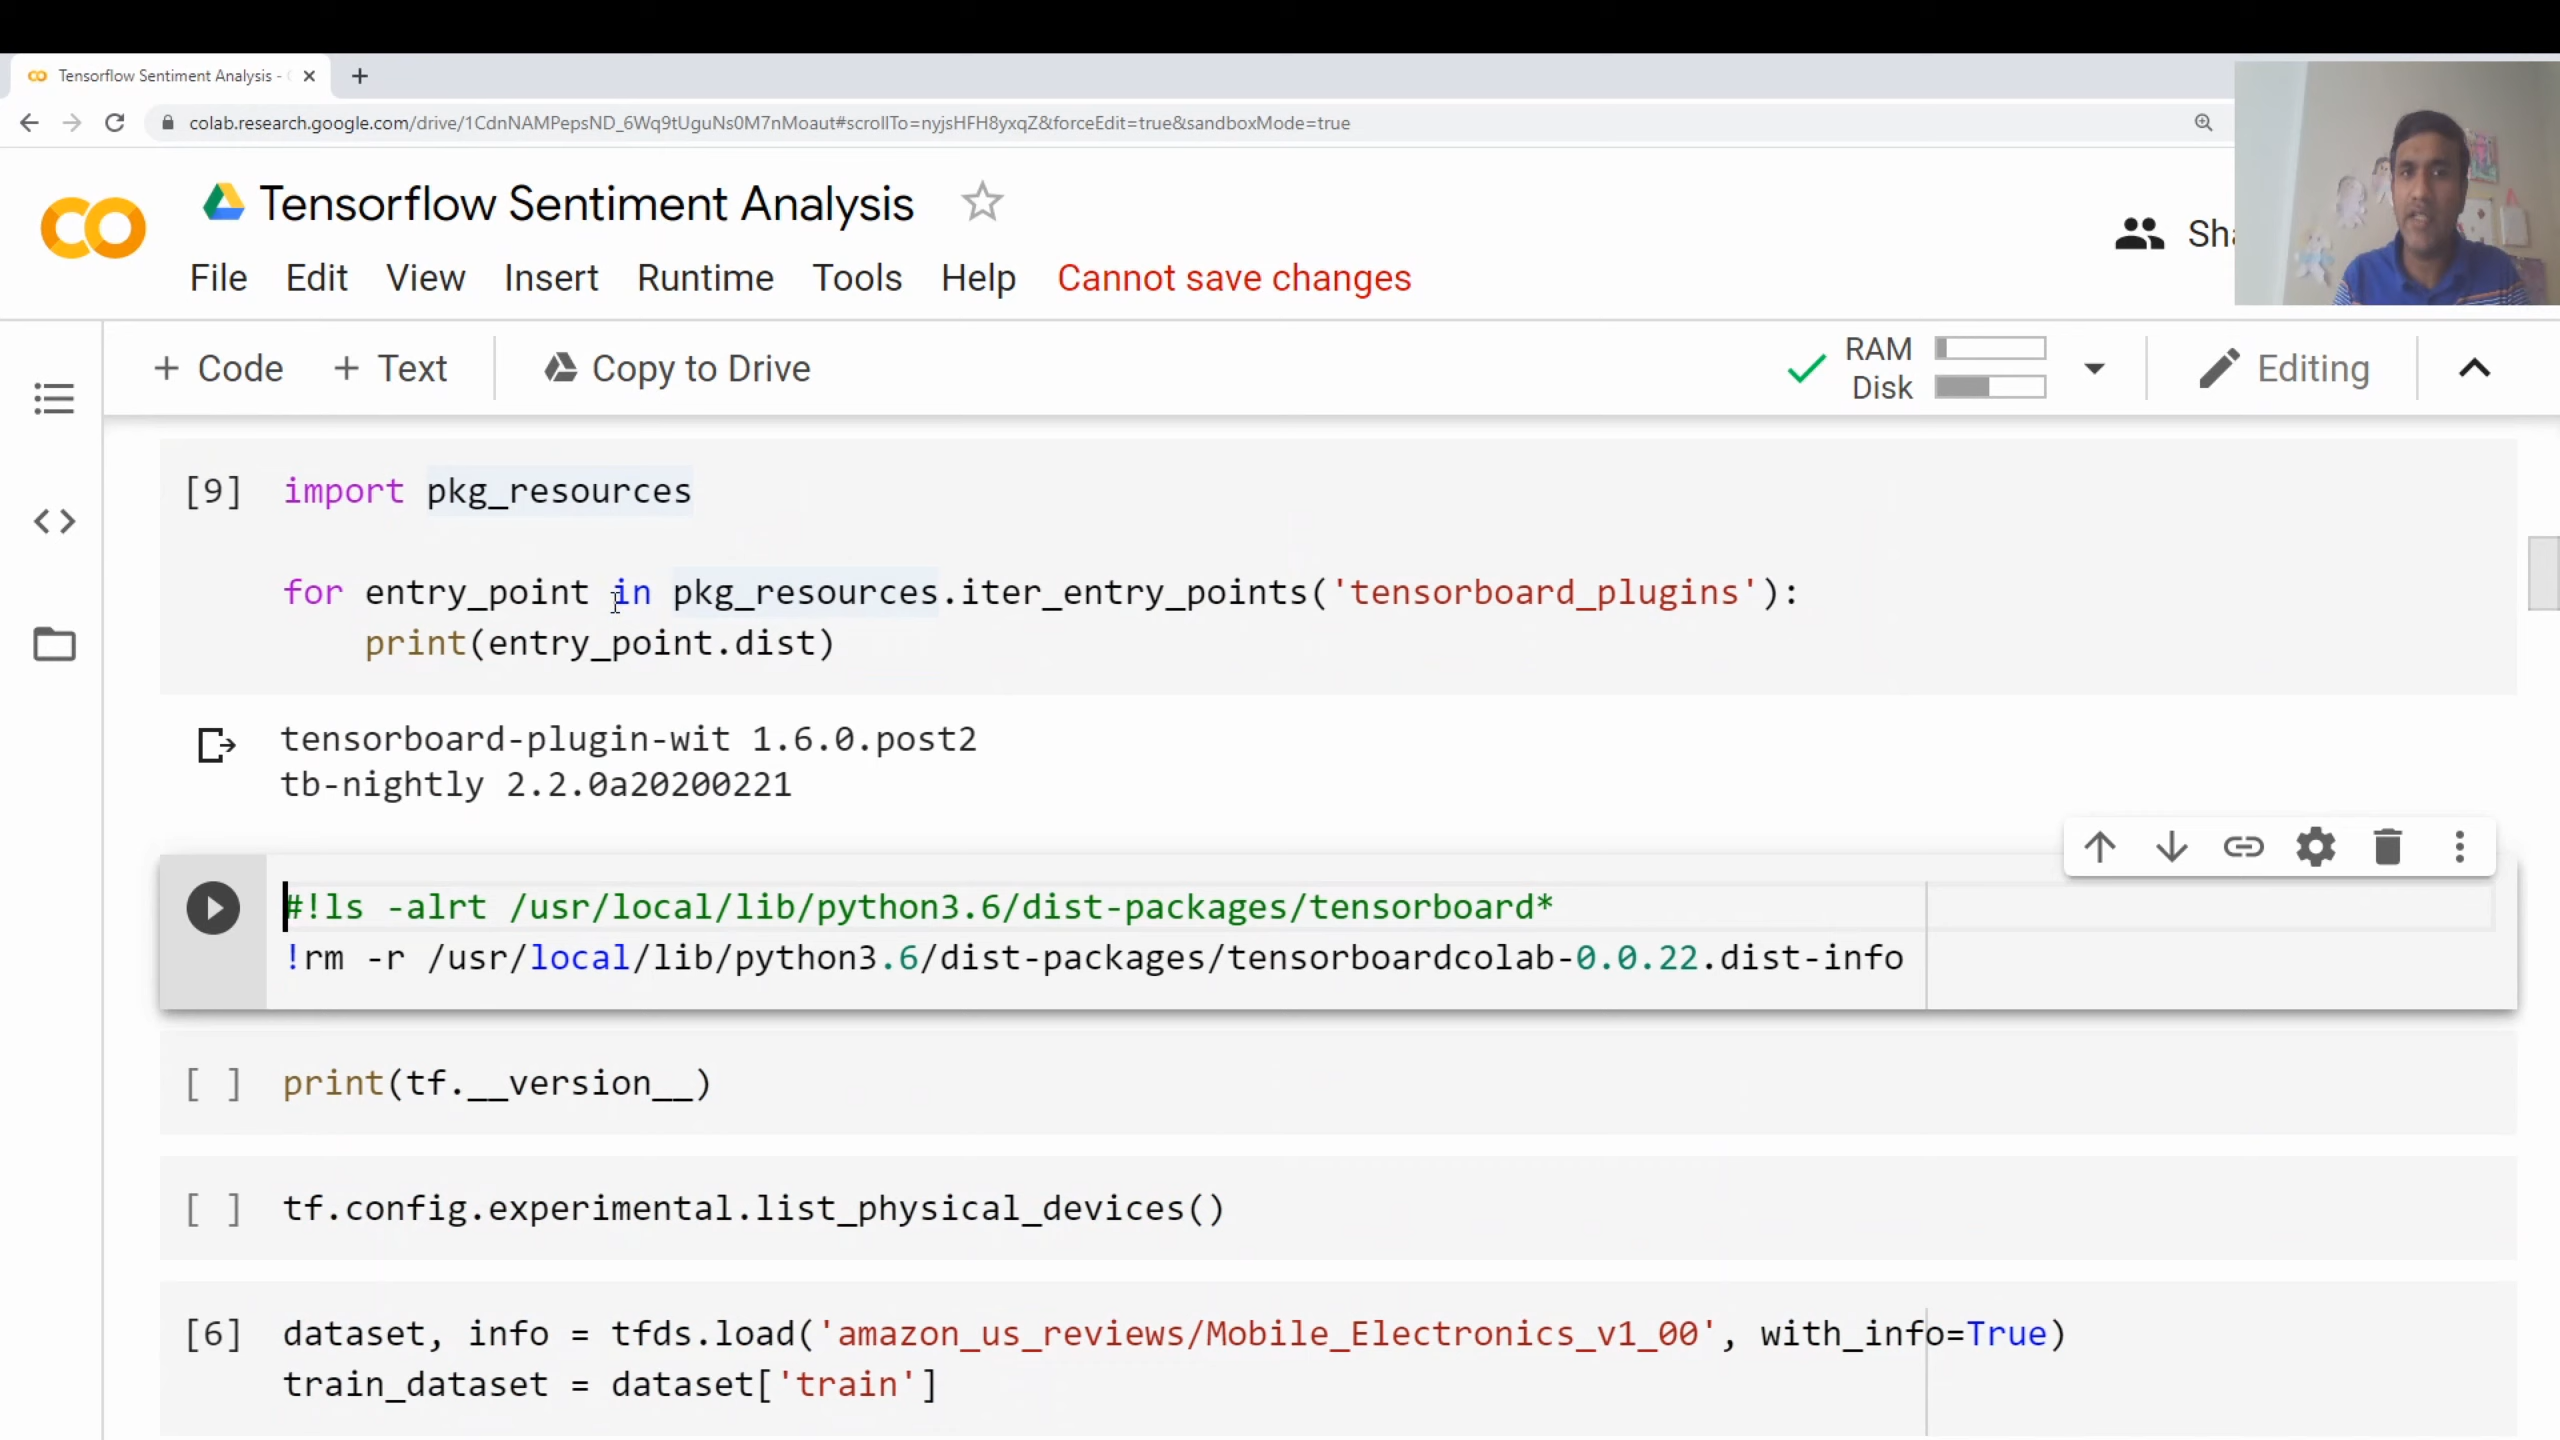 Tensorflow Sentiment Analysis -
colab.research.google.com/drive/1CdnNAMPepsND_6Wq9tUguNs0M7nMoaut#scrollTo=nyjsHFH8yxqZ&forceEdit=true&sandboxMode=true
Tensorflow Sentiment Analysis
File Edit View Insert Runtime Tools Help Cannot save changes
+ Code + Text Copy to Drive RAM Disk Editing
[9] import pkg_resources
for entry_point in pkg_resources.iter_entry_points('tensorboard_plugins'):
print(entry_point.dist)
tensorboard-plugin-wit 1.6.0.post2
tb-nightly 2.2.0a20200221
#!ls -alrt /usr/local/lib/python3.6/dist-packages/tensorboard*
!rm -r /usr/local/lib/python3.6/dist-packages/tensorboardcolab-0.0.22.dist-info
[ ] print(tf.__version__)
[ ] tf.config.experimental.list_physical_devices()
[6] dataset, info = tfds.load('amazon_us_reviews/Mobile_Electronics_v1_00', with_info=True)
train_dataset = dataset['train']